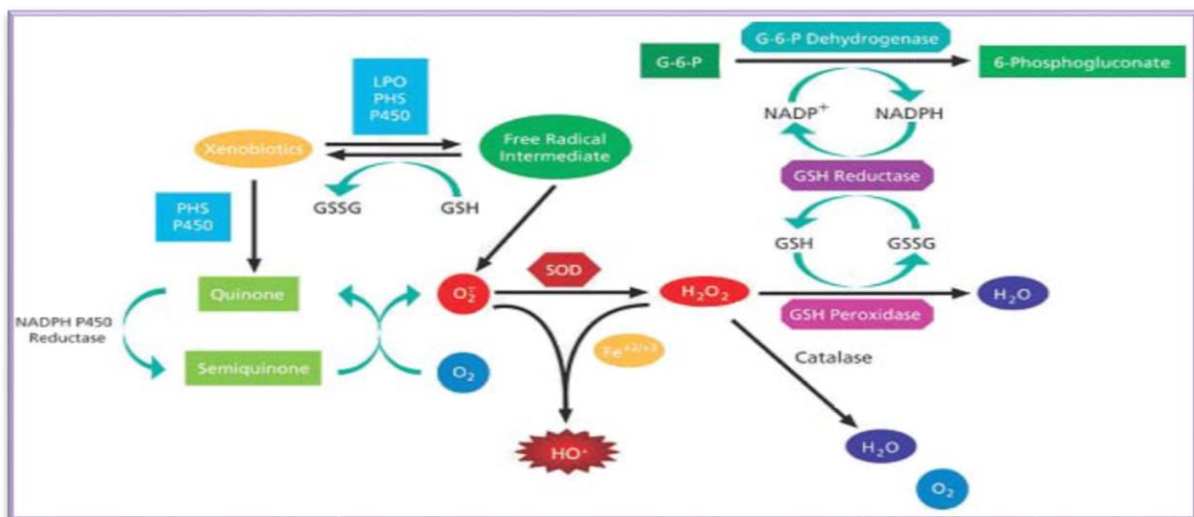 G-6-P Dehydrogenase
G-6-P
6-Phosphogluconate
NADP⁺
NADPH
GSH Reductase
GSH
GSSG
LPO
PHS
P450
Xenobiotics
Free Radical
Intermediate
GSSG
GSH
PHS
P450
Quinone
NADPH P450
Reductase
Semiquinone
O₂⁻
O₂
SOD
H₂O₂
GSH Peroxidase
H₂O
Fe⁺²/⁺³
HO•
Catalase
H₂O
O₂